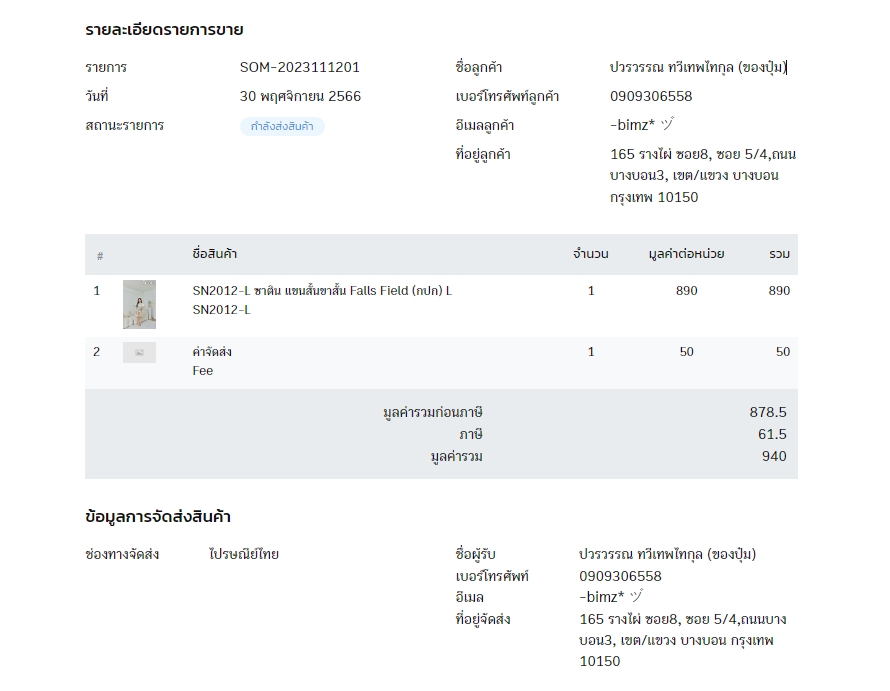 รายละเอียดรายการขาย
รายการ SOM-2023111201
วันที่ 30 พฤศจิกายน 2566
สถานะรายการ กำลังส่งสินค้า
ชื่อลูกค้า ปวรวรรณ ทวีเทพไทกุล (ของปุ๋ม)
เบอร์โทรศัพท์ลูกค้า 0909306558
อีเมลลูกค้า -bimz* ヅ
ที่อยู่ลูกค้า 165 รางไผ่ ซอย8, ซอย 5/4,ถนน
บางบอน3, เขต/แขวง บางบอน
กรุงเทพ 10150
# ชื่อสินค้า จำนวน มูลค่าต่อหน่วย รวม
1 SN2012-L ซาติน แขนสั้นขาสั้น Falls Field (กปก) L 1 890 890
SN2012-L
2 ค่าจัดส่ง 1 50 50
Fee
มูลค่ารวมก่อนภาษี 878.5
ภาษี 61.5
มูลค่ารวม 940
ข้อมูลการจัดส่งสินค้า
ช่องทางจัดส่ง ไปรษณีย์ไทย
ชื่อผู้รับ ปวรวรรณ ทวีเทพไทกุล (ของปุ๋ม)
เบอร์โทรศัพท์ 0909306558
อีเมล -bimz* ヅ
ที่อยู่จัดส่ง 165 รางไผ่ ซอย8, ซอย 5/4,ถนนบาง
บอน3, เขต/แขวง บางบอน กรุงเทพ
10150